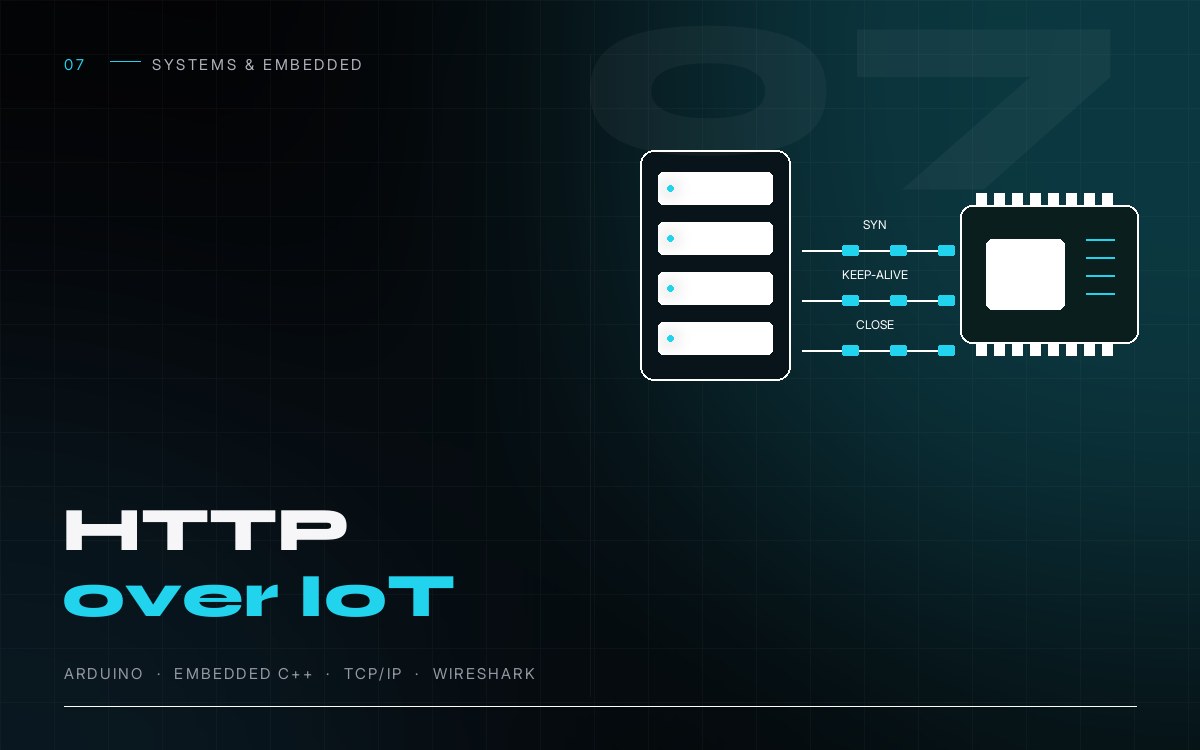 07
07 SYSTEMS & EMBEDDED
SYN
KEEP-ALIVE
CLOSE
HTTP
over IoT
ARDUINO · EMBEDDED C++ · TCP/IP · WIRESHARK